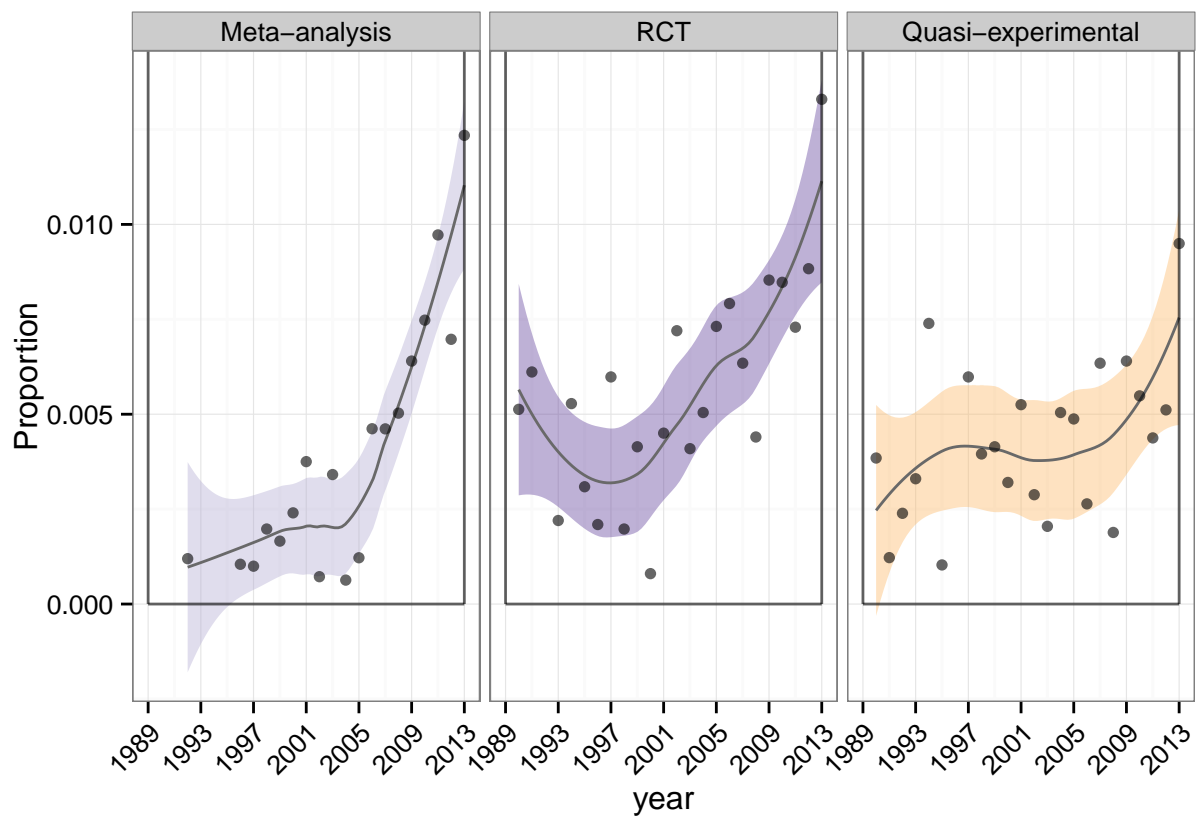 Meta−analysis RCT Quasi−experimental
Proportion
0.010
0.005
0.000
1989 1993 1997 2001 2005 2009 2013 1989 1993 1997 2001 2005 2009 2013 1989 1993 1997 2001 2005 2009 2013
year